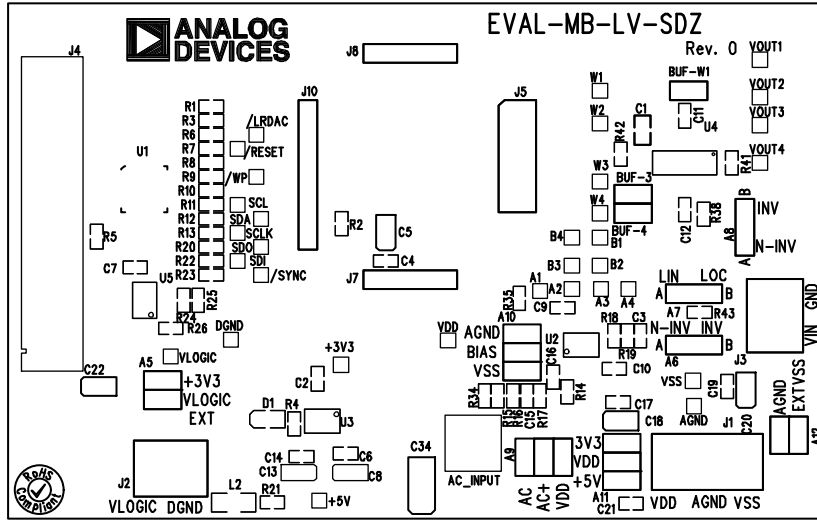 ANALOG
DEVICES
EVAL-MB-LV-SDZ
Rev. 0
J4
J8
J10
J5
U1
R1
R3
R6
R7
R8
R9
R10
R11
R12
R13
R20
R22
R23
/LRDAC
/RESET
/WP
SCL
SDA
SCLK
SDO
SDI
/SYNC
R5
C7
U5
R24
R25
R26
DGND
R2
C5
C4
J7
W1
W2
W3
W4
C1
R42
BUF-W1
C11
U4
R41
VOUT1
VOUT2
VOUT3
VOUT4
BUF-3
BUF-4
B4
B1
B3
B2
A1
A2
A3
A4
C12
R38
A8
B
INV
N-INV
A
LIN
LOC
A
B
A7
R43
N-INV
INV
A
B
A6
GND
VIN
C22
A5
VLOGIC
+3V3
VLOGIC
EXT
+3V3
C2
D1
R4
U3
VDD
R35
A10
AGND
BIAS
VSS
C9
U2
R18
C3
R19
C16
C10
R34
R15
R16
C15
R17
R14
VSS
C19
J3
C20
AGND
C17
C18
J1
AGND
EXTVSS
A12
J2
VLOGIC
DGND
L2
R21
C14
C13
C6
C8
+5V
C34
AC_INPUT
A9
AC
AC+
VDD
3V3
VDD
+5V
A11
C21
VDD
AGND
VSS
RoHS
Compliant